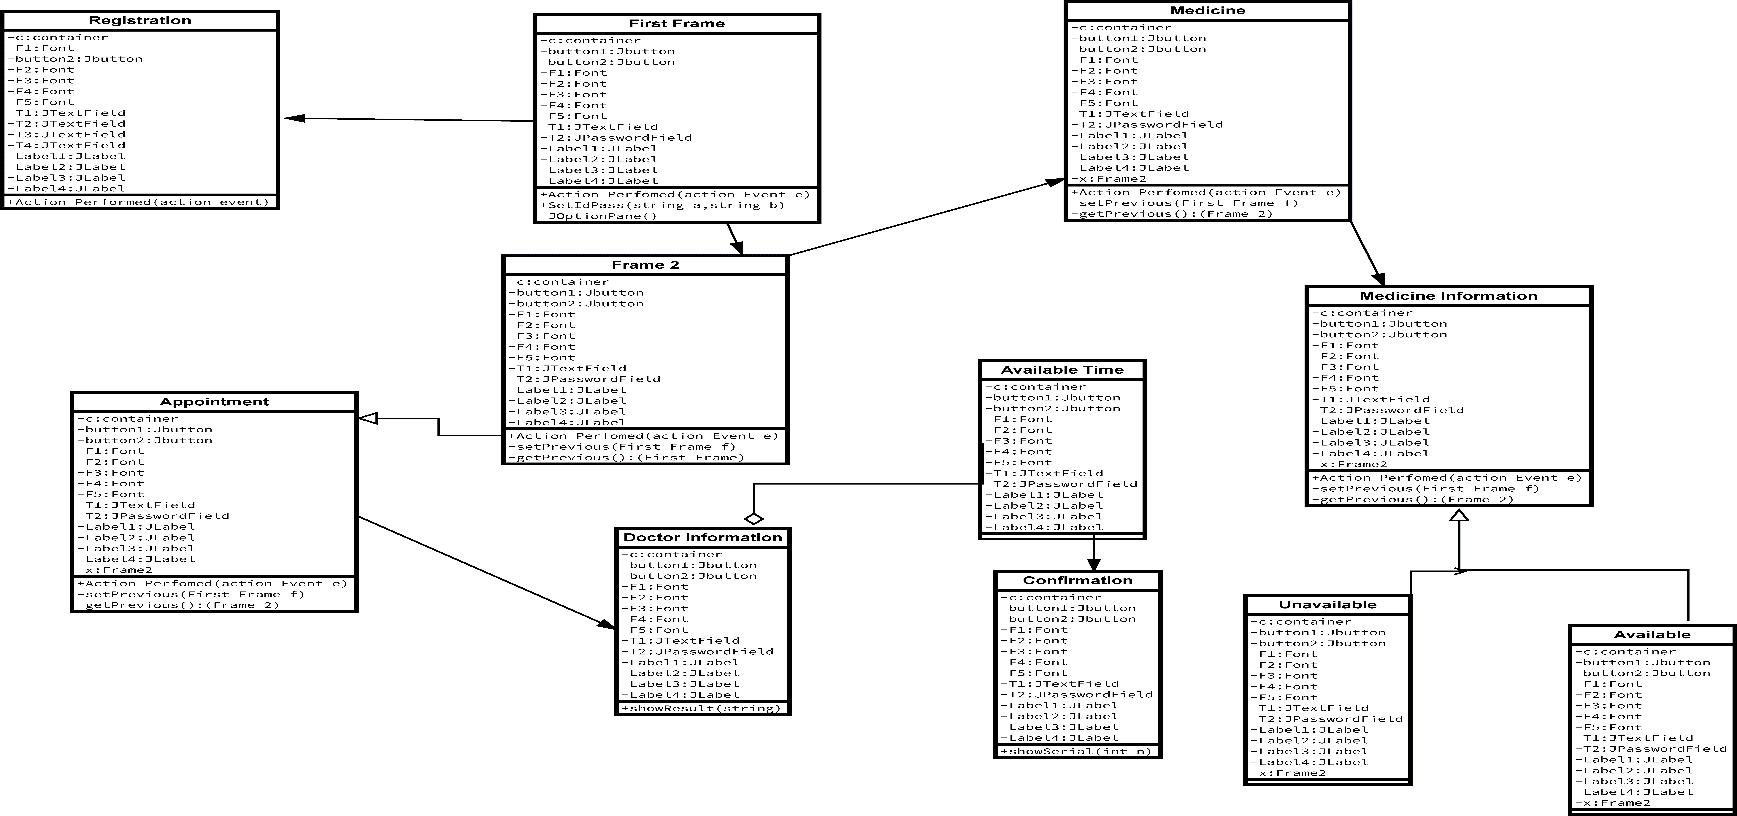 Registration
-c:container
F1:Font
-button2:Jbutton
-F2:Font
-F3:Font
-F4:Font
F5:Font
T1:JTextField
-T2:JTextField
-T3:JTextField
-T4:JTextField
Label1:JLabel
Label2:JLabel
-Label3:JLabel
-Label4:JLabel
+Action Performed(action event)
First Frame
-c:container
-button1:Jbutton
button2:Jbutton
-F1:Font
-F2:Font
-F3:Font
-F4:Font
F5:Font
T1:JTextField
-T2:JPasswordField
-Label1:JLabel
-Label2:JLabel
Label3:JLabel
Label4:JLabel
+Action Perfomed(action Event e)
+SetIdPass(string a,string b)
JOptionPane()
Medicine
-c:container
-button1:Jbutton
button2:Jbutton
F1:Font
-F2:Font
-F3:Font
-F4:Font
F5:Font
T1:JTextField
-T2:JPasswordField
-Label1:JLabel
-Label2:JLabel
Label3:JLabel
Label4:JLabel
-x:Frame2
+Action Perfomed(action Event e)
setPrevious(First Frame f)
-getPrevious():(Frame 2)
Frame 2
c:container
-button1:Jbutton
-button2:Jbutton
-F1:Font
F2:Font
F3:Font
-F4:Font
-F5:Font
-T1:JTextField
T2:JPasswordField
Label1:JLabel
-Label2:JLabel
-Label3:JLabel
-Label4:JLabel
+Action Perfomed(action Event e)
-setPrevious(First Frame f)
-getPrevious():(First Frame)
Medicine Information
-c:container
-button1:Jbutton
-button2:Jbutton
-F1:Font
F2:Font
F3:Font
-F4:Font
-F5:Font
-T1:JTextField
T2:JPasswordField
Label1:JLabel
-Label2:JLabel
-Label3:JLabel
-Label4:JLabel
x:Frame2
+Action Perfomed(action Event e)
-setPrevious(First Frame f)
-getPrevious():(Frame 2)
Appointment
-c:container
-button1:Jbutton
-button2:Jbutton
F1:Font
F2:Font
-F3:Font
-F4:Font
-F5:Font
T1:JTextField
T2:JPasswordField
-Label1:JLabel
-Label2:JLabel
-Label3:JLabel
Label4:JLabel
x:Frame2
+Action Perfomed(action Event e)
-setPrevious(First Frame f)
getPrevious():(Frame 2)
Available Time
-c:container
-button1:Jbutton
-button2:Jbutton
F1:Font
F2:Font
-F3:Font
-F4:Font
-F5:Font
-T1:JTextField
T2:JPasswordField
-Label1:JLabel
-Label2:JLabel
-Label3:JLabel
-Label4:JLabel
Doctor Information
-c:container
button1:Jbutton
button2:Jbutton
-F1:Font
-F2:Font
-F3:Font
F4:Font
F5:Font
-T1:JTextField
-T2:JPasswordField
-Label1:JLabel
Label2:JLabel
Label3:JLabel
-Label4:JLabel
+showResult(string)
Confirmation
-c:container
button1:Jbutton
button2:Jbutton
-F1:Font
-F2:Font
-F3:Font
F4:Font
F5:Font
-T1:JTextField
-T2:JPasswordField
-Label1:JLabel
-Label2:JLabel
Label3:JLabel
-Label4:JLabel
+showSerial(int n)
Unavailable
-c:container
-button1:Jbutton
-button2:Jbutton
F1:Font
-F2:Font
-F3:Font
-F4:Font
-F5:Font
T1:JTextField
T2:JPasswordField
-Label1:JLabel
-Label2:JLabel
-Label3:JLabel
-Label4:JLabel
x:Frame2
Available
-c:container
-button1:Jbutton
button2:Jbutton
F1:Font
-F2:Font
-F3:Font
-F4:Font
-F5:Font
T1:JTextField
-T2:JPasswordField
-Label1:JLabel
-Label2:JLabel
-Label3:JLabel
Label4:JLabel
-x:Frame2